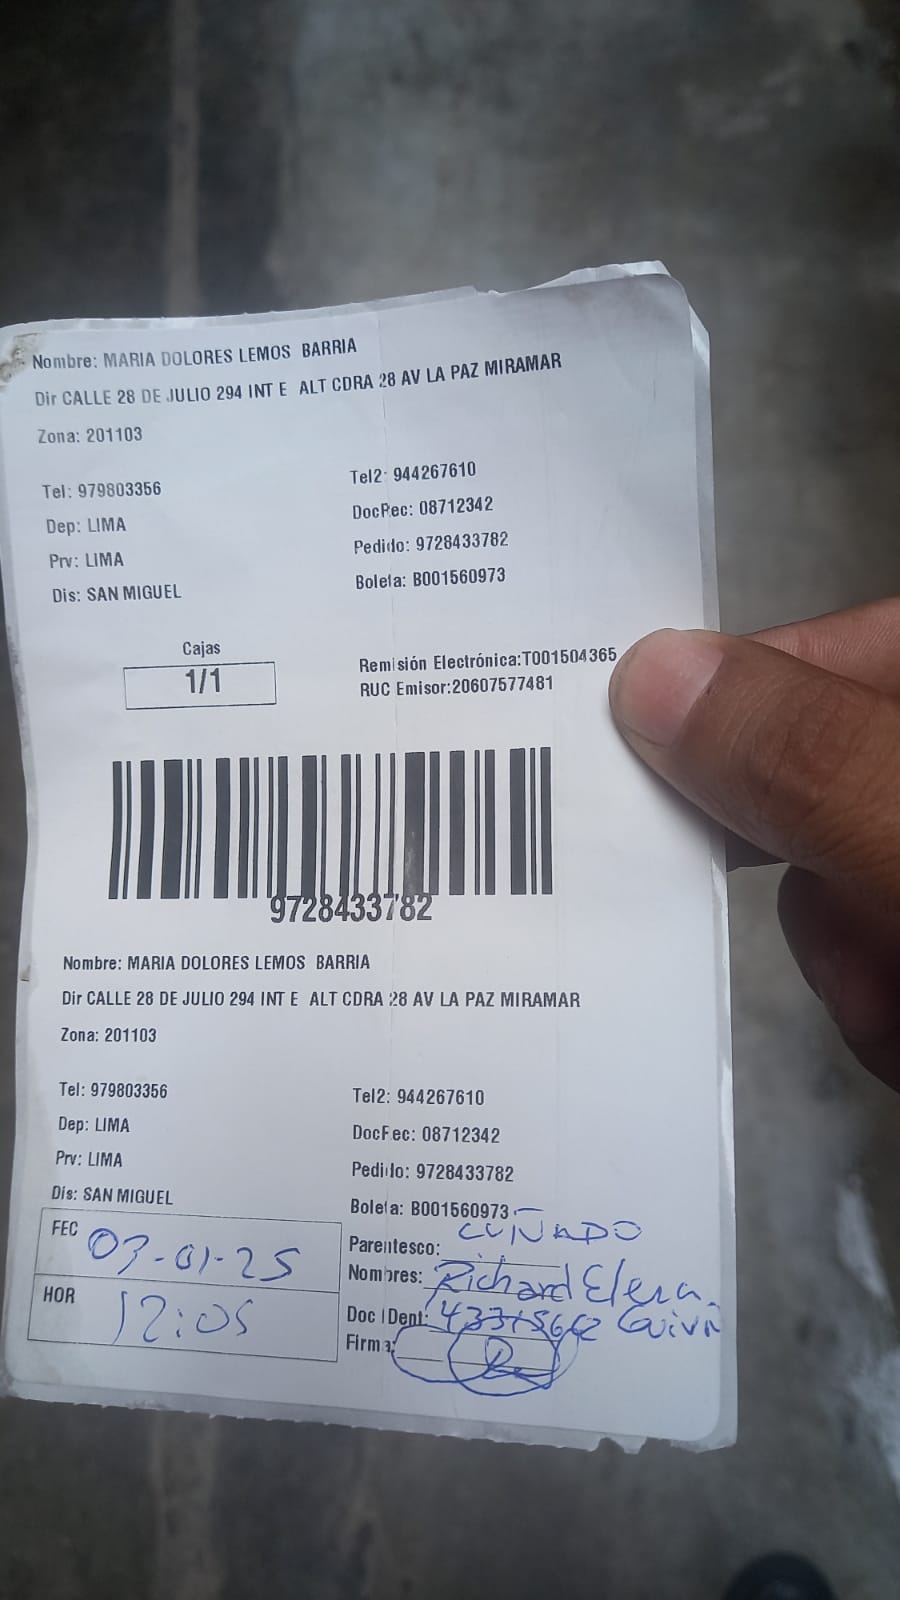 Nombre: MARIA DOLORES LEMOS BARRIA
Dir CALLE 28 DE JULIO 294 INT E ALT CDRA 28 AV LA PAZ MIRAMAR
Zona: 201103
Tel: 979803356
Tel2: 944267610
Dep: LIMA
DocRec: 08712342
Prv: LIMA
Pedido: 9728433782
Dis: SAN MIGUEL
Boleta: B001560973
Cajas
1/1
Remisión Electrónica:T001504365
RUC Emisor:20607577481
9728433782
Nombre: MARIA DOLORES LEMOS BARRIA
Dir CALLE 28 DE JULIO 294 INT E ALT CDRA 28 AV LA PAZ MIRAMAR
Zona: 201103
Tel: 979803356
Tel2: 944267610
Dep: LIMA
DocRec: 08712342
Prv: LIMA
Pedido: 9728433782
Dis: SAN MIGUEL
Boleta: B001560973
FEC 03-01-25
Parentesco: CUÑADO
Nombres: Richard Elera
HOR 12:05
Doc IDent:
Firma: